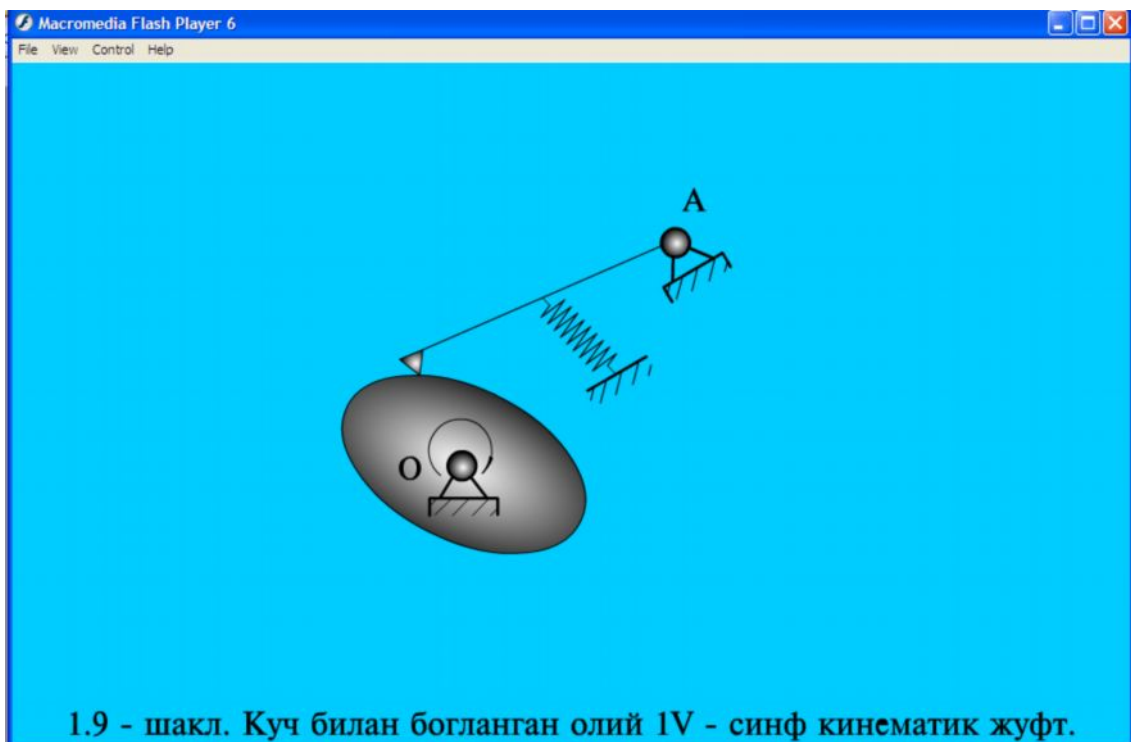 Macromedia Flash Player 6
File View Control Help
A
O
1.9 - шакл. Куч билан богланган олий 1V - синф кинематик жуфт.